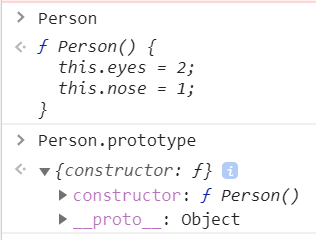 > Person
<· ƒ Person() {
this.eyes = 2;
this.nose = 1;
}
> Person.prototype
<· ▼{constructor: ƒ} i
▶constructor: ƒ Person()
▶__proto__: Object